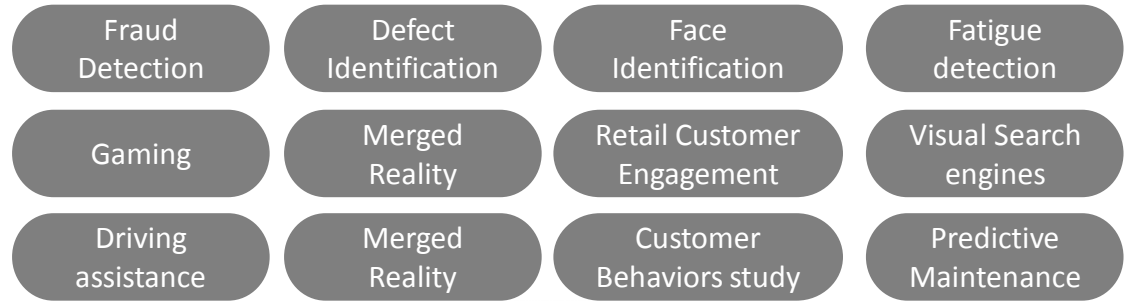 Fraud
Detection
Defect
Identification
Face
Identification
Fatigue
detection
Gaming
Merged
Reality
Retail Customer
Engagement
Visual Search
engines
Driving
assistance
Merged
Reality
Customer
Behaviors study
Predictive
Maintenance